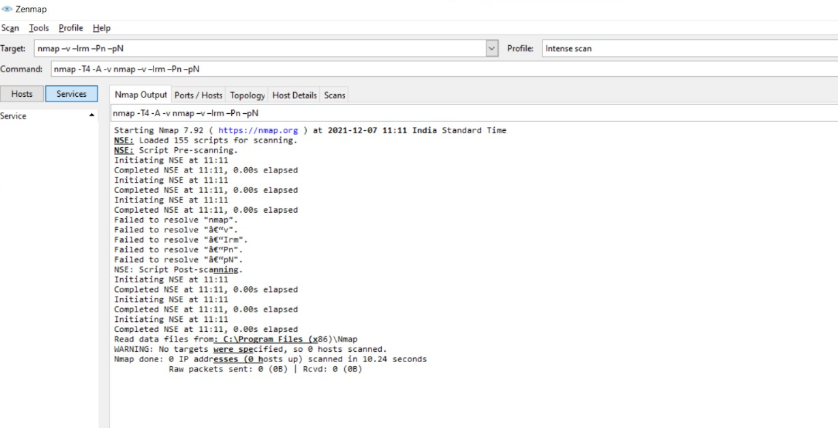 Zenmap
Scan Tools Profile Help
Target: nmap –v –Irm –Pn –pN Profile: Intense scan
Command: nmap -T4 -A -v nmap –v –Irm –Pn –pN
Hosts Services Nmap Output Ports / Hosts Topology Host Details Scans
Service
nmap -T4 -A -v nmap –v –Irm –Pn –pN
Starting Nmap 7.92 ( https://nmap.org ) at 2021-12-07 11:11 India Standard Time
NSE: Loaded 155 scripts for scanning.
NSE: Script Pre-scanning.
Initiating NSE at 11:11
Completed NSE at 11:11, 0.00s elapsed
Initiating NSE at 11:11
Completed NSE at 11:11, 0.00s elapsed
Initiating NSE at 11:11
Completed NSE at 11:11, 0.00s elapsed
Failed to resolve "nmap".
Failed to resolve "â€“v".
Failed to resolve "â€“Irm".
Failed to resolve "â€“Pn".
Failed to resolve "â€“pN".
NSE: Script Post-scanning.
Initiating NSE at 11:11
Completed NSE at 11:11, 0.00s elapsed
Initiating NSE at 11:11
Completed NSE at 11:11, 0.00s elapsed
Initiating NSE at 11:11
Completed NSE at 11:11, 0.00s elapsed
Read data files from: C:\Program Files (x86)\Nmap
WARNING: No targets were specified, so 0 hosts scanned.
Nmap done: 0 IP addresses (0 hosts up) scanned in 10.24 seconds
Raw packets sent: 0 (0B) | Rcvd: 0 (0B)